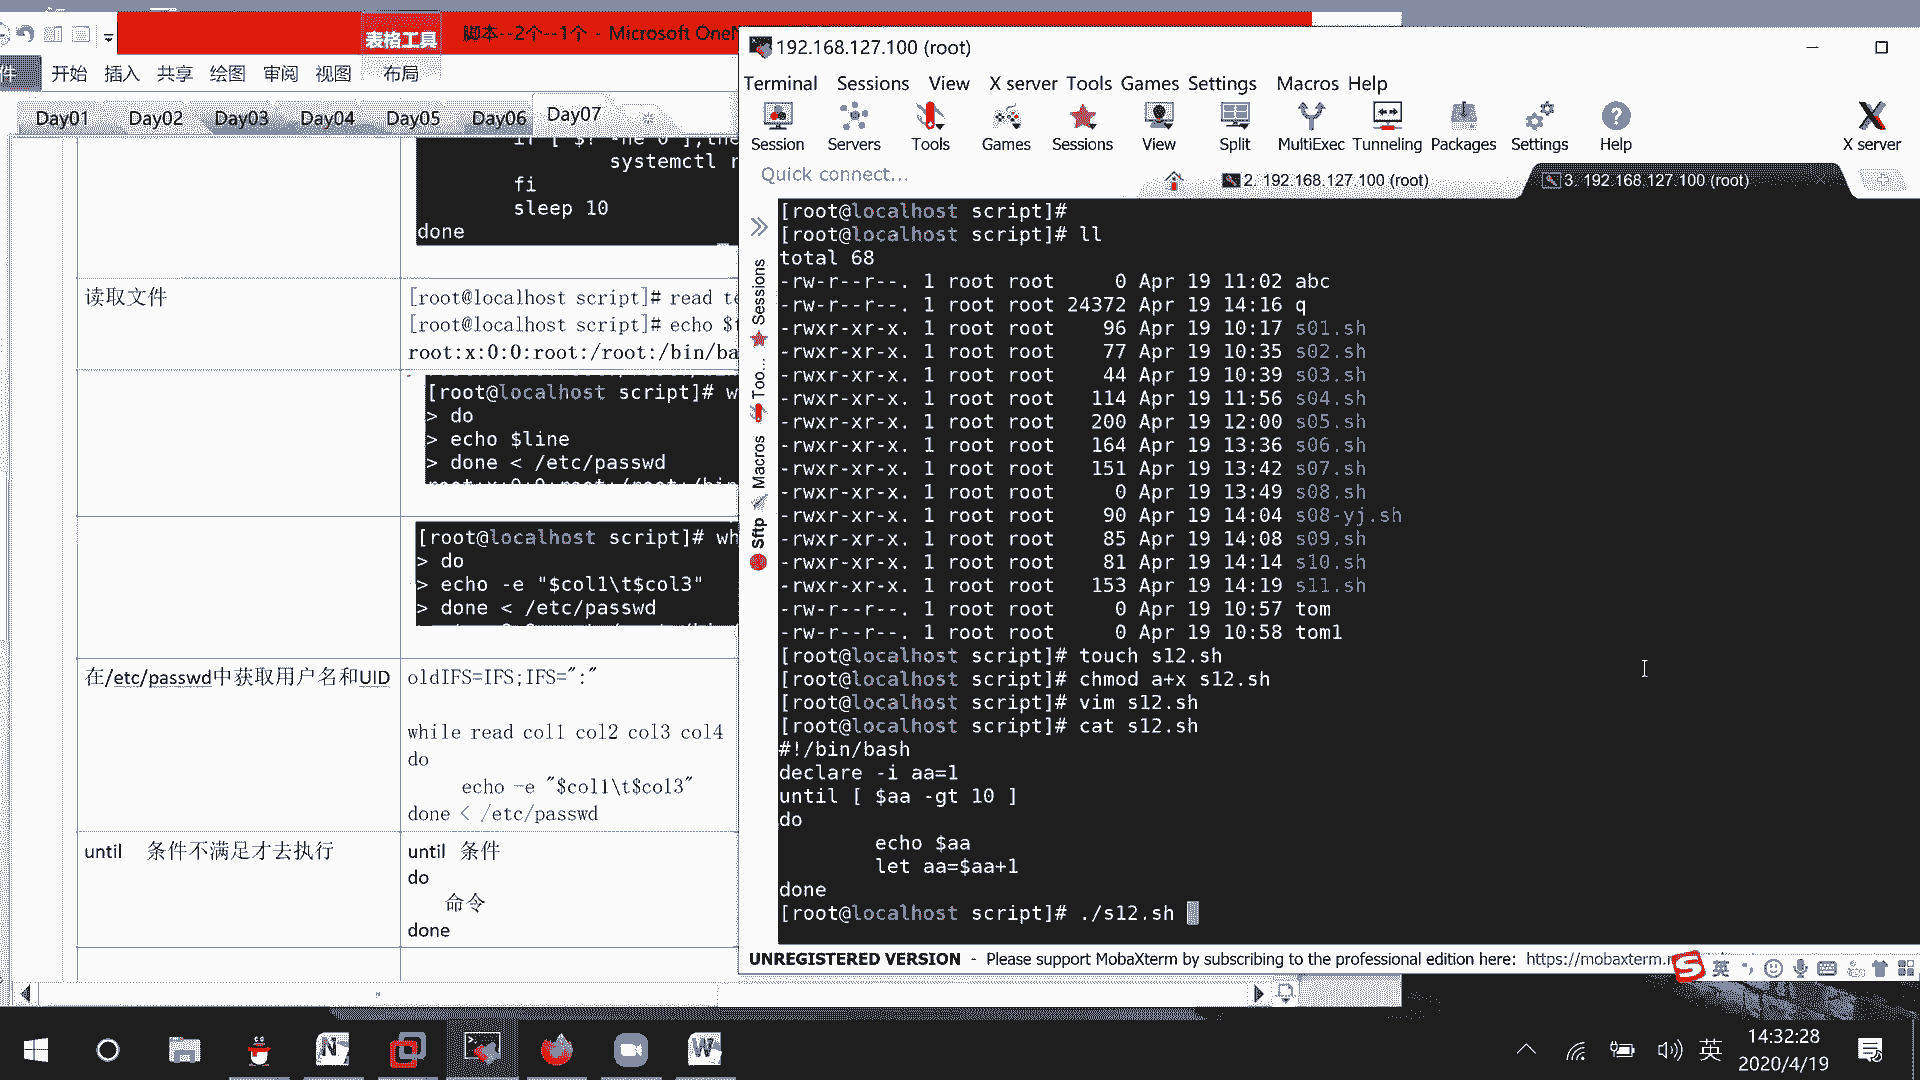 表格工具
脚本--2个--1个 - Microsoft OneN
件 开始 插入 共享 绘图 审阅 视图 布局
Day01 Day02 Day03 Day04 Day05 Day06 Day07
systemctl r
fi
sleep 10
done
读取文件
[root@localhost script]# read te
[root@localhost script]# echo $t
root:x:0:0:root:/root:/bin/ba
[root@localhost script]# w
> do
> echo $line
> done < /etc/passwd
[root@localhost script]# wh
> do
> echo -e "$col1\t$col3"
> done < /etc/passwd
在/etc/passwd中获取用户名和UID
oldIFS=IFS;IFS=":"
while read col1 col2 col3 col4
do
echo -e "$col1\t$col3"
done < /etc/passwd
until 条件不满足才去执行
until 条件
do
命令
done
192.168.127.100 (root)
Terminal Sessions View X server Tools Games Settings Macros Help
Session Servers Tools Games Sessions View Split MultiExec Tunneling Packages Settings Help X server
Quick connect...
2. 192.168.127.100 (root)
3. 192.168.127.100 (root)
Sessions
Too...
Macros
Sftp
[root@localhost script]#
[root@localhost script]# ll
total 68
-rw-r--r--. 1 root root 0 Apr 19 11:02 abc
-rw-r--r--. 1 root root 24372 Apr 19 14:16 q
-rwxr-xr-x. 1 root root 96 Apr 19 10:17 s01.sh
-rwxr-xr-x. 1 root root 77 Apr 19 10:35 s02.sh
-rwxr-xr-x. 1 root root 44 Apr 19 10:39 s03.sh
-rwxr-xr-x. 1 root root 114 Apr 19 11:56 s04.sh
-rwxr-xr-x. 1 root root 200 Apr 19 12:00 s05.sh
-rwxr-xr-x. 1 root root 164 Apr 19 13:36 s06.sh
-rwxr-xr-x. 1 root root 151 Apr 19 13:42 s07.sh
-rwxr-xr-x. 1 root root 0 Apr 19 13:49 s08.sh
-rwxr-xr-x. 1 root root 90 Apr 19 14:04 s08-yj.sh
-rwxr-xr-x. 1 root root 85 Apr 19 14:08 s09.sh
-rwxr-xr-x. 1 root root 81 Apr 19 14:14 s10.sh
-rwxr-xr-x. 1 root root 153 Apr 19 14:19 s11.sh
-rw-r--r--. 1 root root 0 Apr 19 10:57 tom
-rw-r--r--. 1 root root 0 Apr 19 10:58 tom1
[root@localhost script]# touch s12.sh
[root@localhost script]# chmod a+x s12.sh
[root@localhost script]# vim s12.sh
[root@localhost script]# cat s12.sh
#!/bin/bash
declare -i aa=1
until [ $aa -gt 10 ]
do
echo $aa
let aa=$aa+1
done
[root@localhost script]# ./s12.sh
UNREGISTERED VERSION - Please support MobaXterm by subscribing to the professional edition here: https://mobaxterm.
英
英
14:32:28
2020/4/19